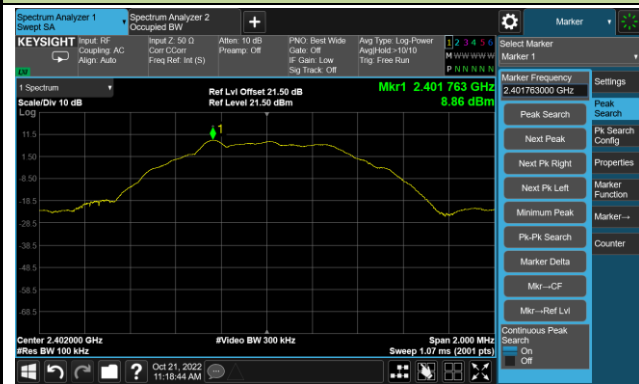 Spectrum Analyzer 1
Swept SA
Spectrum Analyzer 2
Occupied BW
Marker
KEYSIGHT
Input: RF
Coupling: AC
Align: Auto
Input Z: 50 Ω
Corr CCorr
Freq Ref: Int (S)
Atten: 10 dB
Preamp: Off
PNO: Best Wide
Gate: Off
IF Gain: Low
Sig Track: Off
Avg Type: Log-Power
Avg|Hold:>10/10
Trig: Free Run
1 2 3 4 5 6
M W W W W W
P N N N N N
LXI
Select Marker
Marker 1
1 Spectrum
Scale/Div 10 dB
Log
Ref Lvl Offset 21.50 dB
Ref Level 21.50 dBm
Mkr1 2.401 763 GHz
8.86 dBm
1
11.5
1.50
-8.50
-18.5
-28.5
-38.5
-48.5
-58.5
-68.5
Center 2.402000 GHz
#Res BW 100 kHz
#Video BW 300 kHz
Span 2.000 MHz
Sweep 1.07 ms (2001 pts)
Marker Frequency
2.401763000 GHz
Peak Search
Next Peak
Next Pk Right
Next Pk Left
Minimum Peak
Pk-Pk Search
Marker Delta
Mkr→CF
Mkr→Ref Lvl
Continuous Peak
Search
On
Off
Settings
Peak
Search
Pk Search
Config
Properties
Marker
Function
Marker→
Counter
Oct 21, 2022
11:18:44 AM